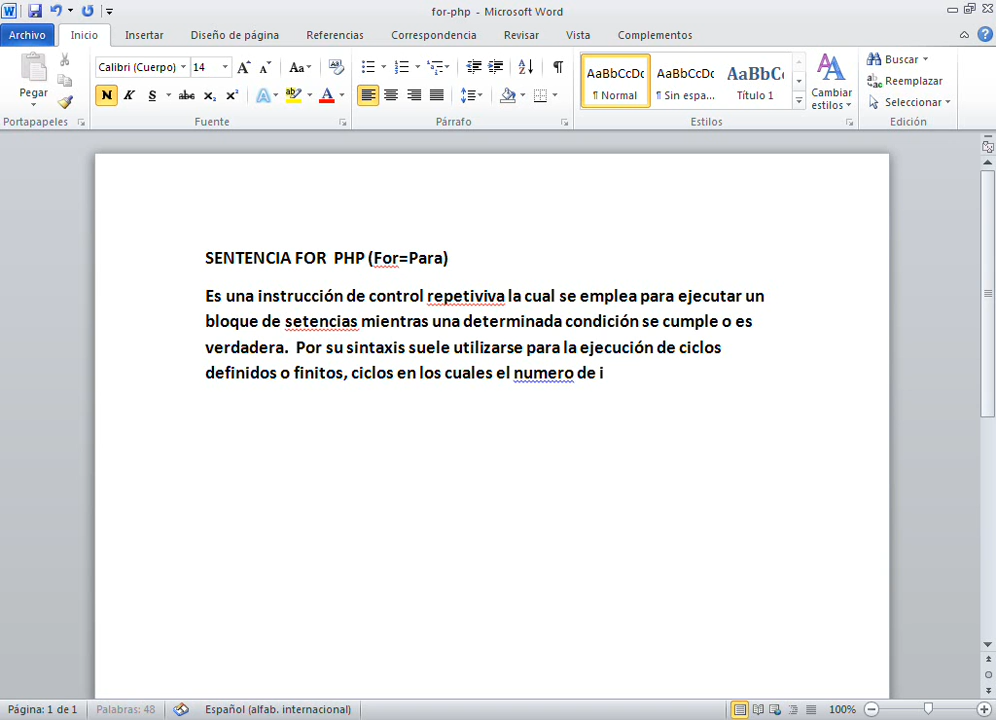 for-php - Microsoft Word
Archivo Inicio Insertar Diseño de página Referencias Correspondencia Revisar Vista Complementos
Pegar
Portapapeles
Calibri (Cuerpo) 14 A A Aa
N K S abc x₂ x² A ab A
Fuente
Párrafo
AaBbCcDc AaBbCcDc AaBbC
¶ Normal ¶ Sin espa... Título 1
Cambiar estilos
Estilos
Buscar
Reemplazar
Seleccionar
Edición
SENTENCIA FOR  PHP (For=Para)
Es una instrucción de control repetiviva la cual se emplea para ejecutar un
bloque de setencias mientras una determinada condición se cumple o es
verdadera.  Por su sintaxis suele utilizarse para la ejecución de ciclos
definidos o finitos, ciclos en los cuales el numero de i
Página: 1 de 1 Palabras: 48 Español (alfab. internacional) 100%